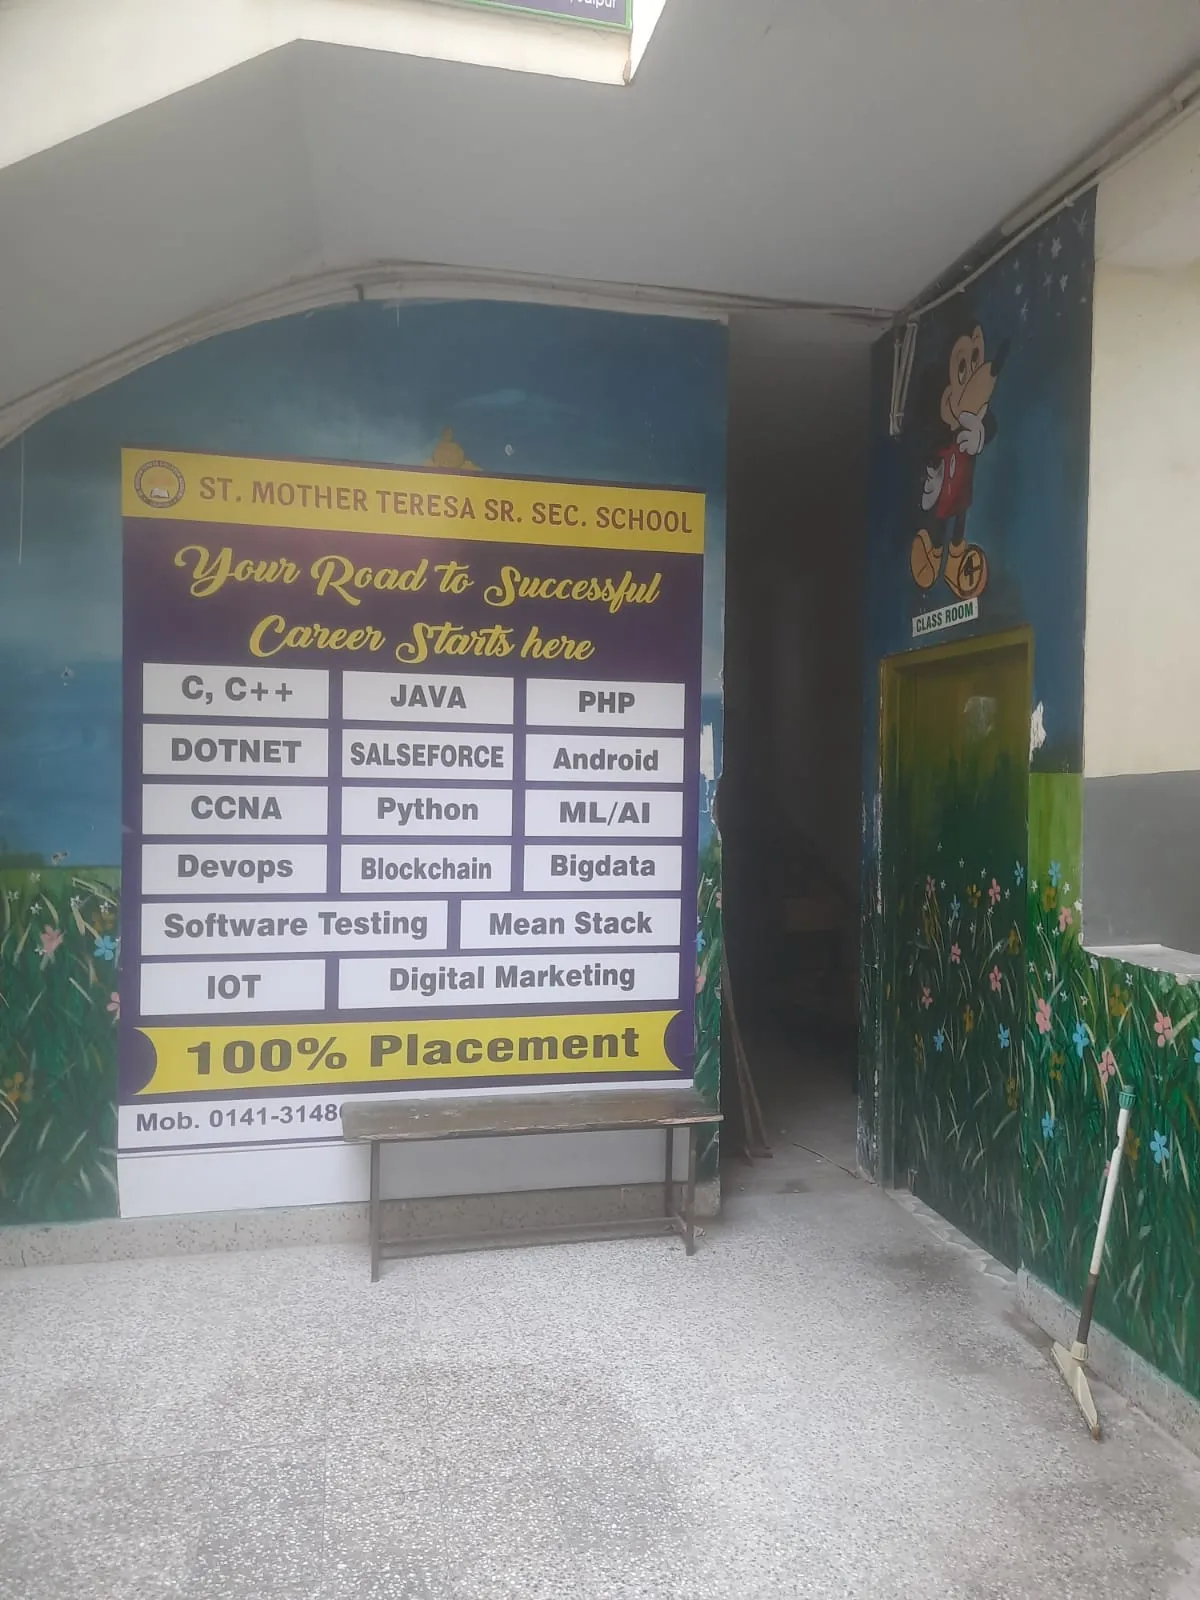 Jaipur
ST. MOTHER TERESA SR. SEC. SCHOOL
Your Road to Successful
Career Starts here
C, C++ JAVA PHP
DOTNET SALSEFORCE Android
CCNA Python ML/AI
Devops Blockchain Bigdata
Software Testing Mean Stack
IOT Digital Marketing
100% Placement
Mob. 0141-3148
4
CLASS ROOM